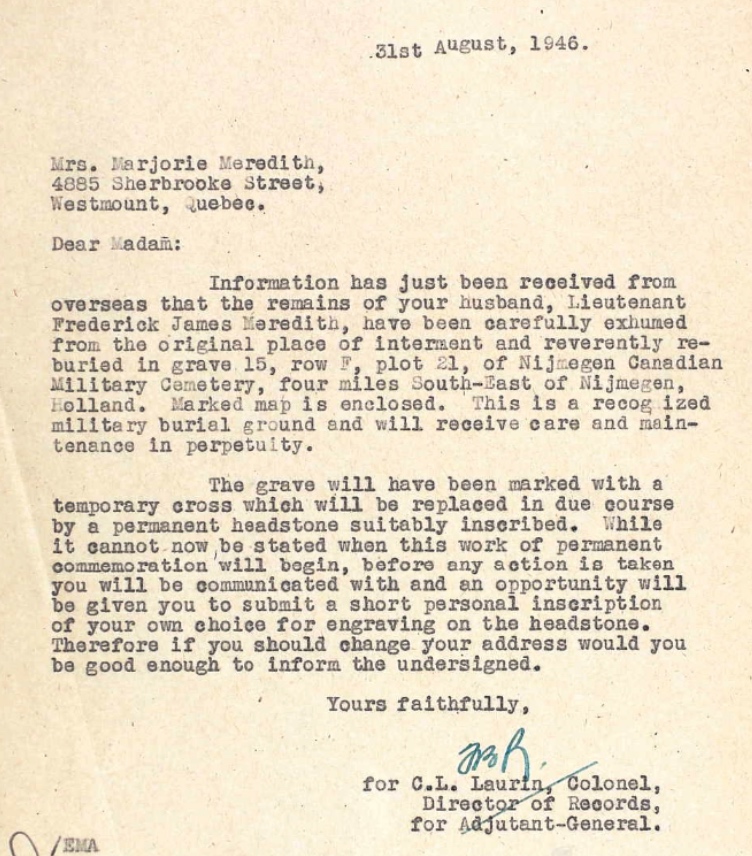 31st August, 1946.
Mrs. Marjorie Meredith,
4885 Sherbrooke Street,
Westmount, Quebec.
Dear Madam:
Information has just been received from
overseas that the remains of your husband, Lieutenant
Frederick James Meredith, have been carefully exhumed
from the original place of interment and reverently re-
buried in grave 15, row F, plot 21, of Nijmegen Canadian
Military Cemetery, four miles South-East of Nijmegen,
Holland. Marked map is enclosed. This is a recognized
military burial ground and will receive care and main-
tenance in perpetuity.
The grave will have been marked with a
temporary cross which will be replaced in due course
by a permanent headstone suitably inscribed. While
it cannot now be stated when this work of permanent
commemoration will begin, before any action is taken
you will be communicated with and an opportunity will
be given you to submit a short personal inscription
of your own choice for engraving on the headstone.
Therefore if you should change your address would you
be good enough to inform the undersigned.
Yours faithfully,
for C.L. Laurin, Colonel,
Director of Records,
for Adjutant-General.
/EMA